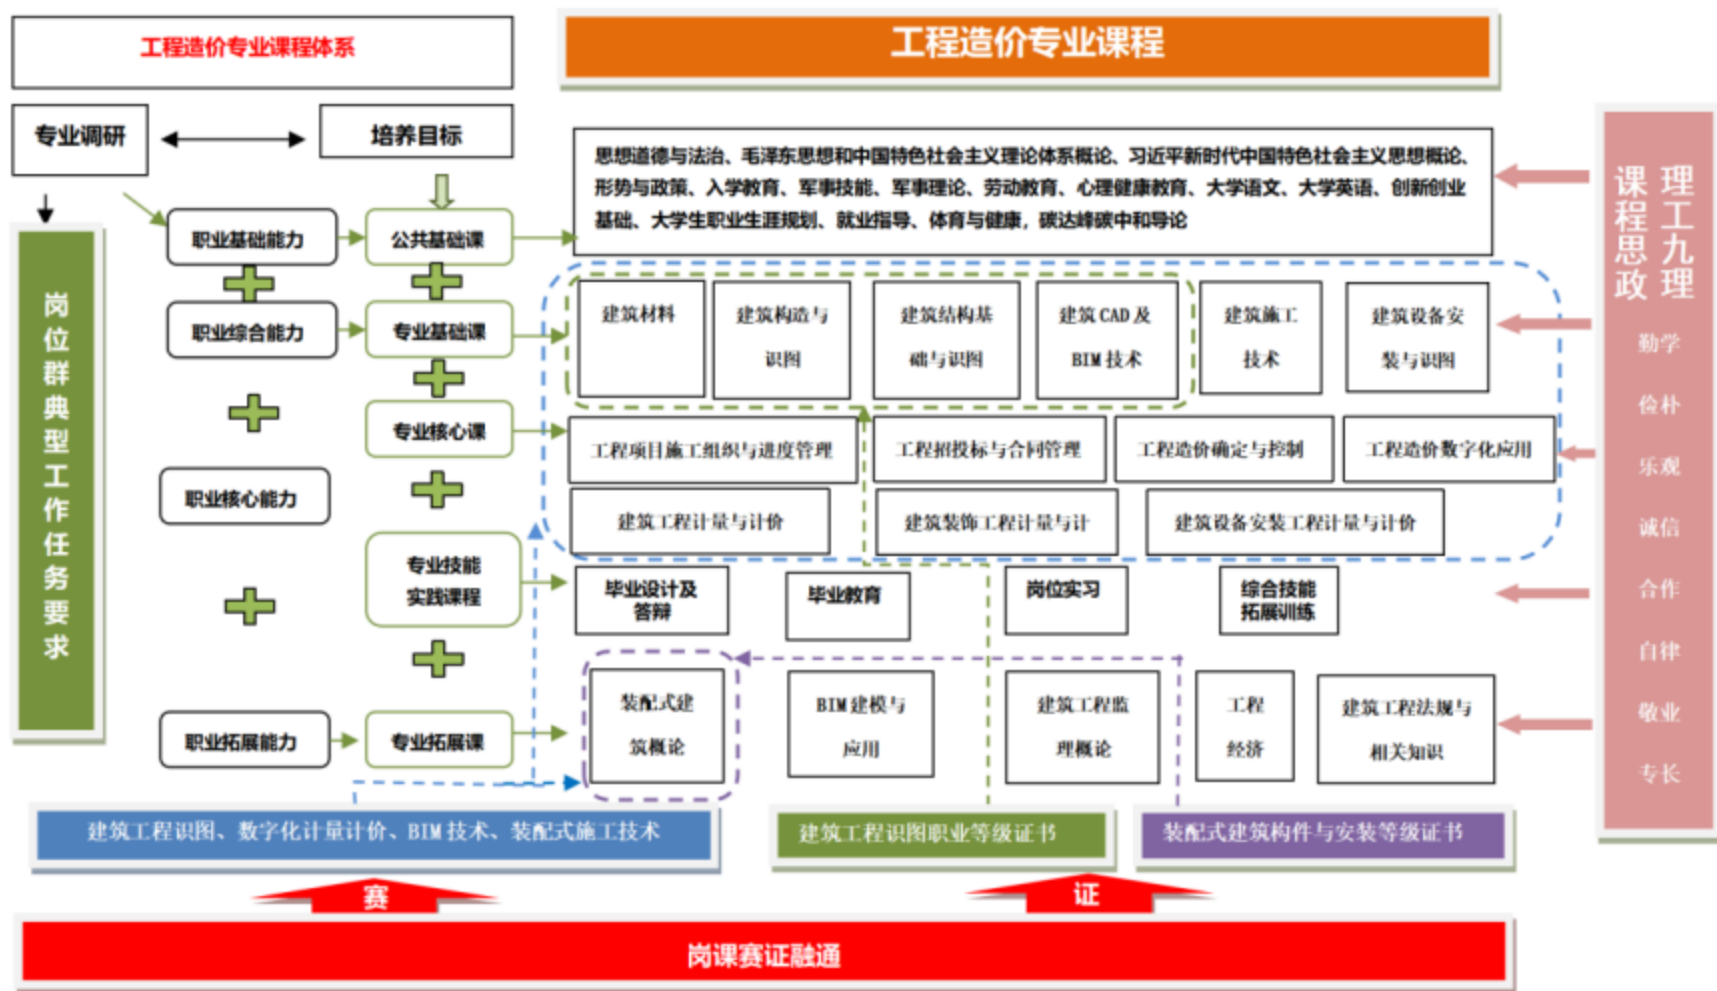 工程造价专业课程体系
工程造价专业课程
专业调研
培养目标
思想道德与法治、毛泽东思想和中国特色社会主义理论体系概论、习近平新时代中国特色社会主义思想概论、
形势与政策、入学教育、军事技能、军事理论、劳动教育、心理健康教育、大学语文、大学英语、创新创业
基础、大学生职业生涯规划、就业指导、体育与健康，碳达峰碳中和导论
职业基础能力
公共基础课
岗位群典型工作任务要求
职业综合能力
专业基础课
建筑材料
建筑构造与
识图
建筑结构基
础与识图
建筑 CAD 及
BIM 技术
建筑施工
技术
建筑设备安
装与识图
专业核心课
工程项目施工组织与进度管理
工程招投标与合同管理
工程造价确定与控制
工程造价数字化应用
职业核心能力
建筑工程计量与计价
建筑装饰工程计量与计
建筑设备安装工程计量与计价
专业技能
实践课程
毕业设计及
答辩
毕业教育
岗位实习
综合技能
拓展训练
职业拓展能力
专业拓展课
装配式建
筑概论
BIM 建模与
应用
建筑工程监
理概论
工程
经济
建筑工程法规与
相关知识
课程思政
理工九理
勤学
俭朴
乐观
诚信
合作
自律
敬业
专长
建筑工程识图、数字化计量计价、BIM 技术、装配式施工技术
建筑工程识图职业等级证书
装配式建筑构件与安装等级证书
赛
证
岗课赛证融通